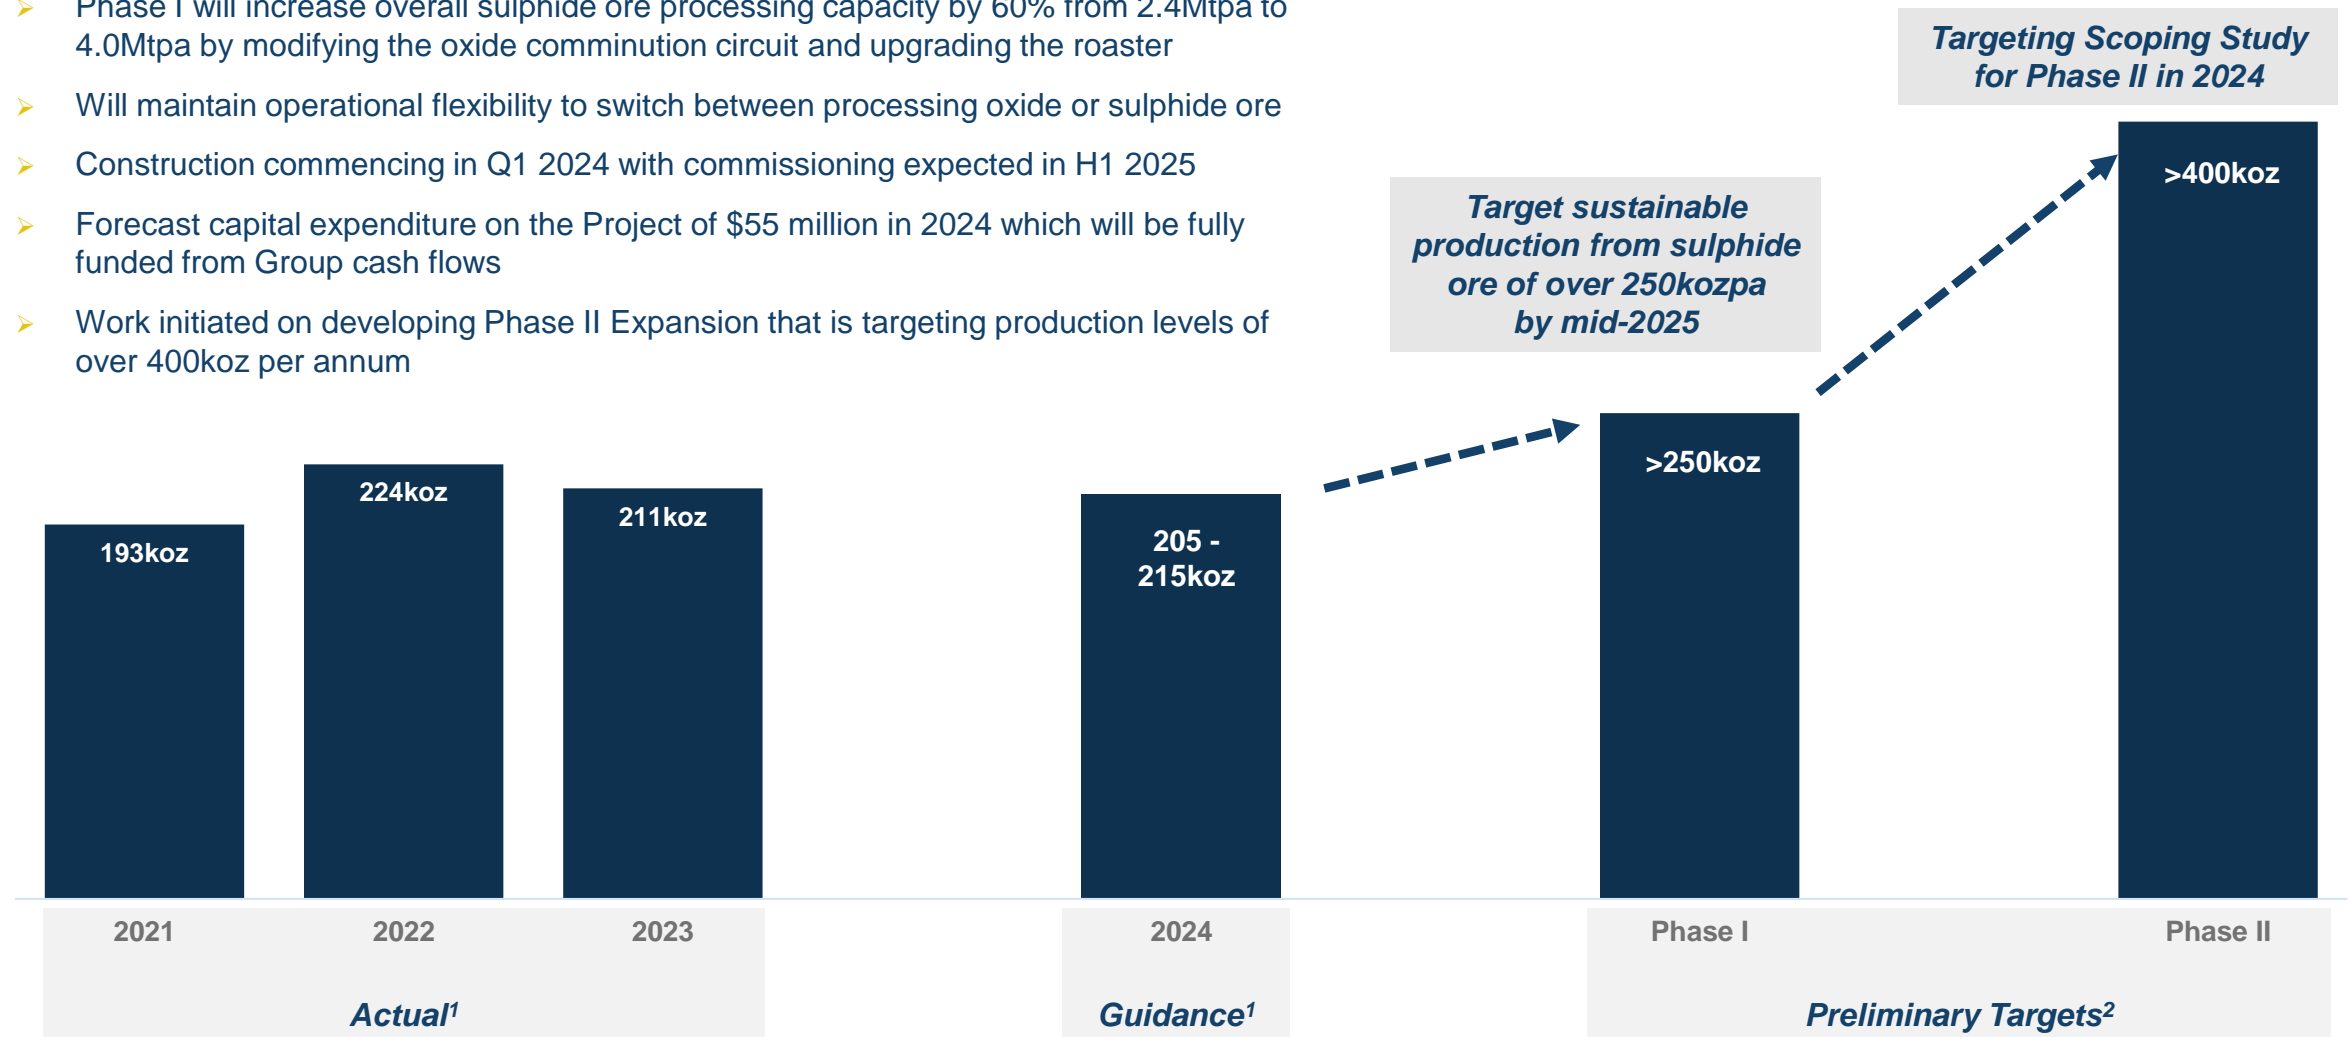 Phase I will increase overall sulphide ore processing capacity by 60% from 2.4Mtpa to
4.0Mtpa by modifying the oxide comminution circuit and upgrading the roaster
Will maintain operational flexibility to switch between processing oxide or sulphide ore
Construction commencing in Q1 2024 with commissioning expected in H1 2025
Forecast capital expenditure on the Project of $55 million in 2024 which will be fully
funded from Group cash flows
Work initiated on developing Phase II Expansion that is targeting production levels of
over 400koz per annum
Targeting Scoping Study
for Phase II in 2024
Target sustainable
production from sulphide
ore of over 250kozpa
by mid-2025
193koz
224koz
211koz
205 -
215koz
>250koz
>400koz
2021
2022
2023
2024
Phase I
Phase II
Actual¹
Guidance¹
Preliminary Targets²